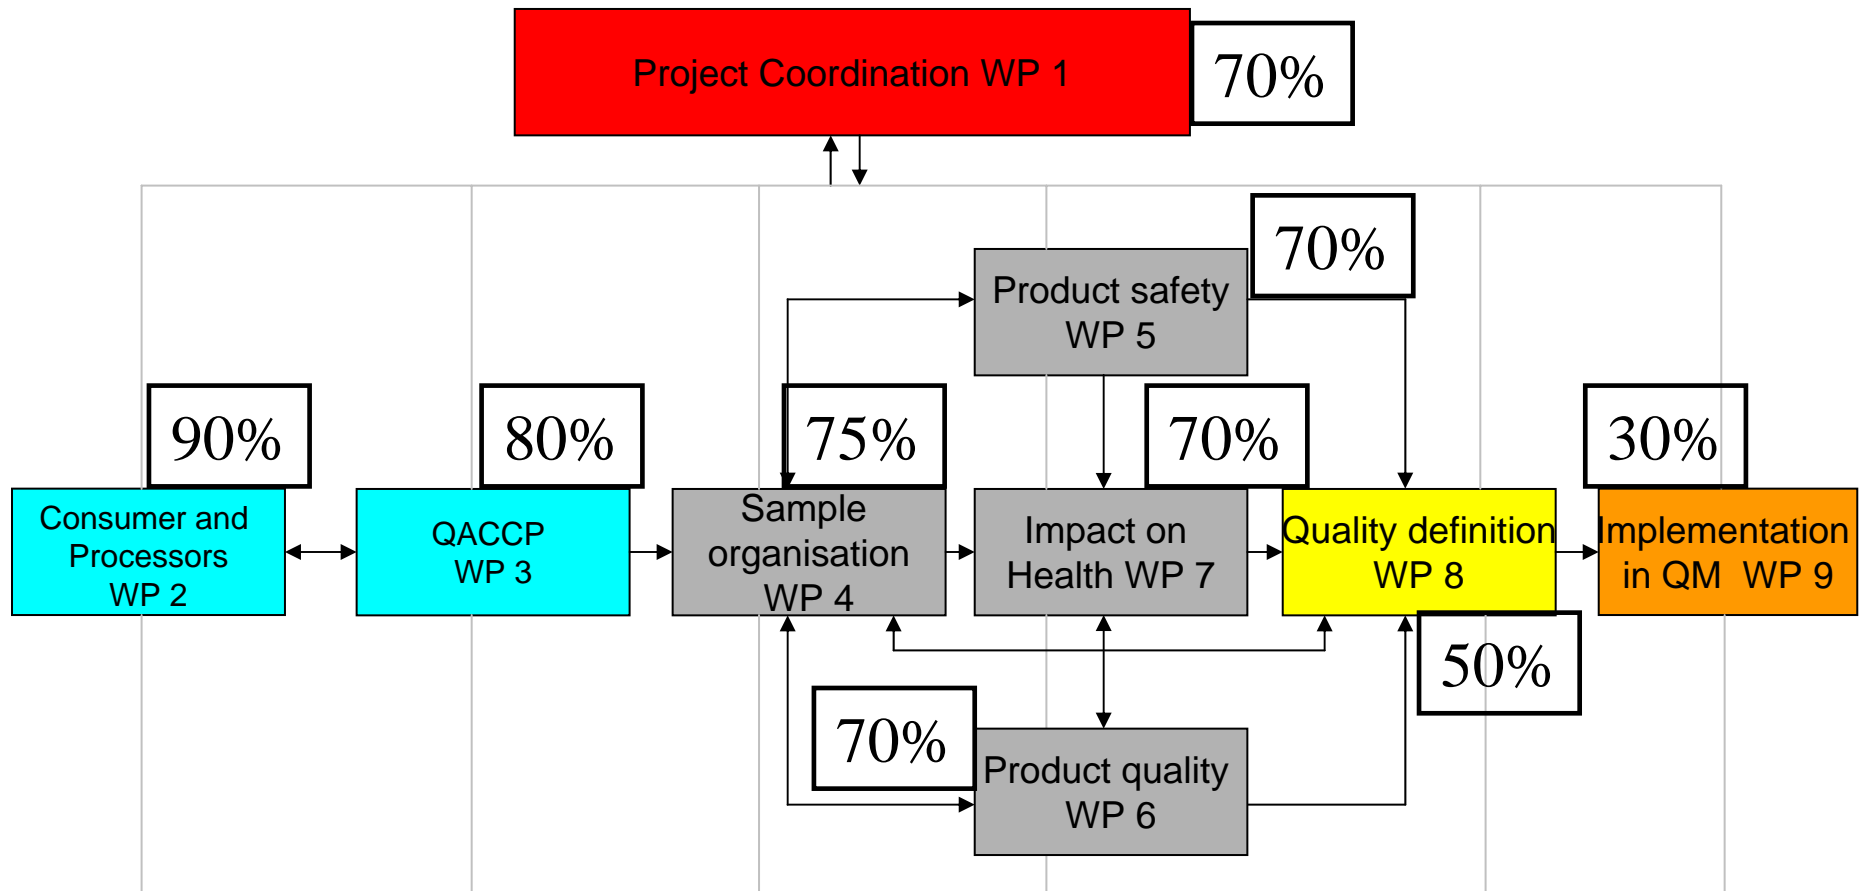 Project Coordination WP 1
70%
70%
Product safety
WP 5
90%
80%
75%
70%
30%
Consumer and
Processors
WP 2
QACCP
WP 3
Sample
organisation
WP 4
Impact on
Health WP 7
Quality definition
WP 8
Implementation
in QM WP 9
50%
70%
Product quality
WP 6